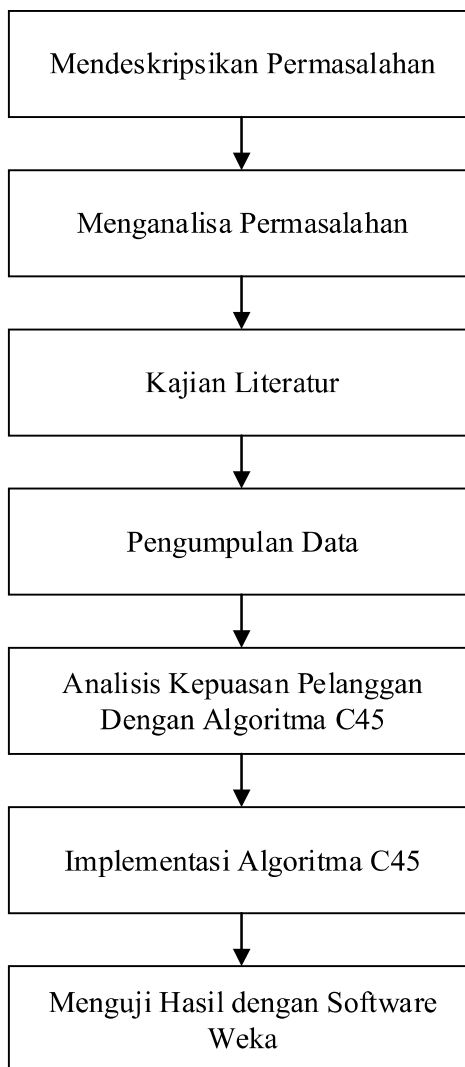 Mendeskripsikan Permasalahan
Menganalisa Permasalahan
Kajian Literatur
Pengumpulan Data
Analisis Kepuasan Pelanggan
Dengan Algoritma C45
Implementasi Algoritma C45
Menguji Hasil dengan Software
Weka